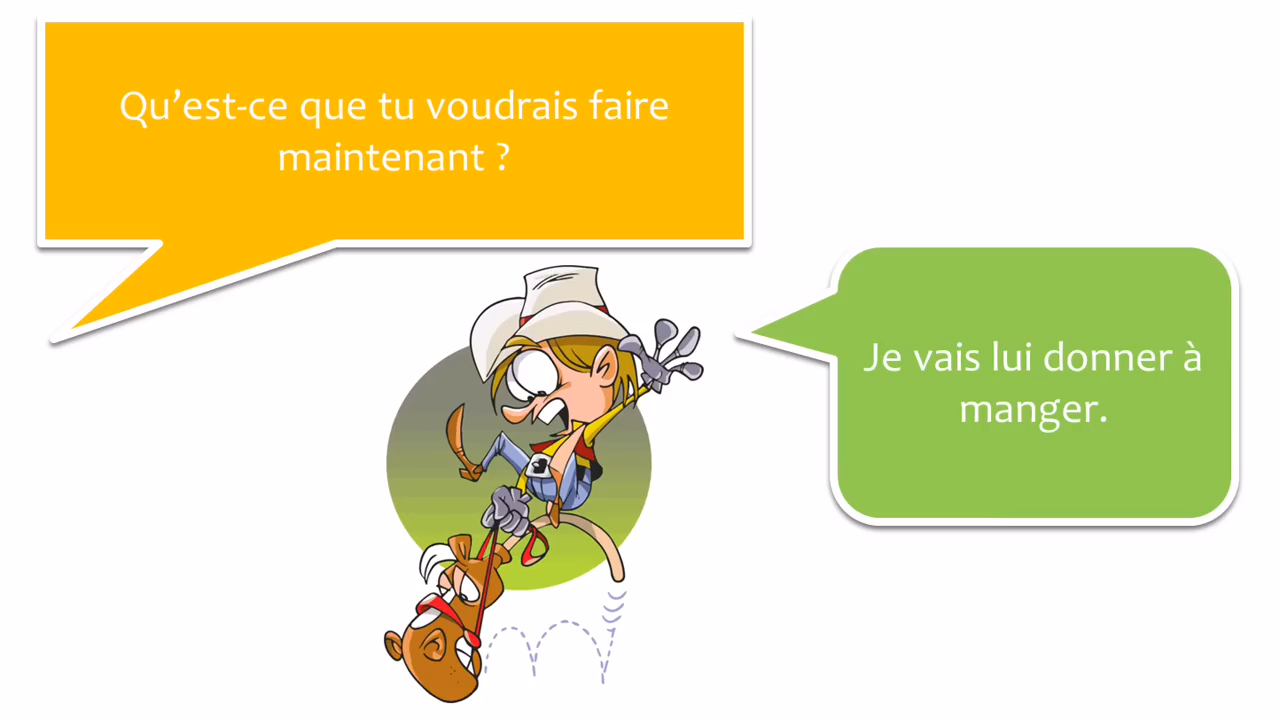 Qu’est-ce que tu voudrais faire
maintenant ?
Je vais lui donner à
manger.